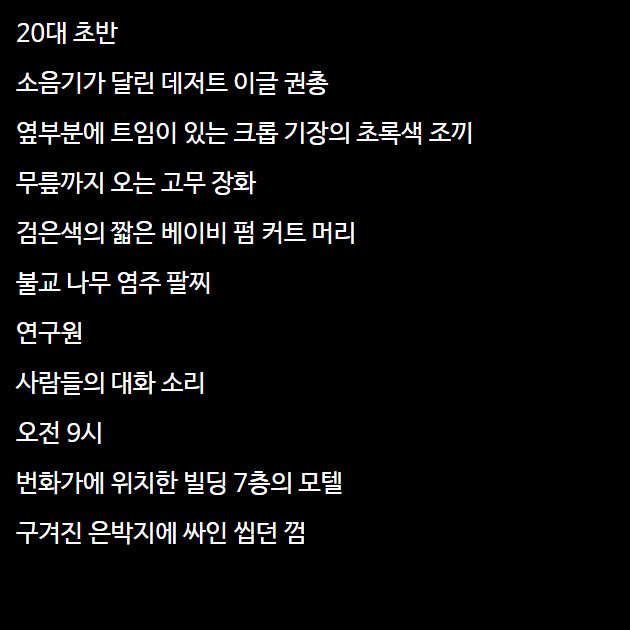 20대 초반
소음기가 달린 데저트 이글 권총
옆부분에 트임이 있는 크롭 기장의 초록색 조끼
무릎까지 오는 고무 장화
검은색의 짧은 베이비 펌 커트 머리
불교 나무 염주 팔찌
연구원
사람들의 대화 소리
오전 9시
번화가에 위치한 빌딩 7층의 모텔
구겨진 은박지에 싸인 씹던 껌